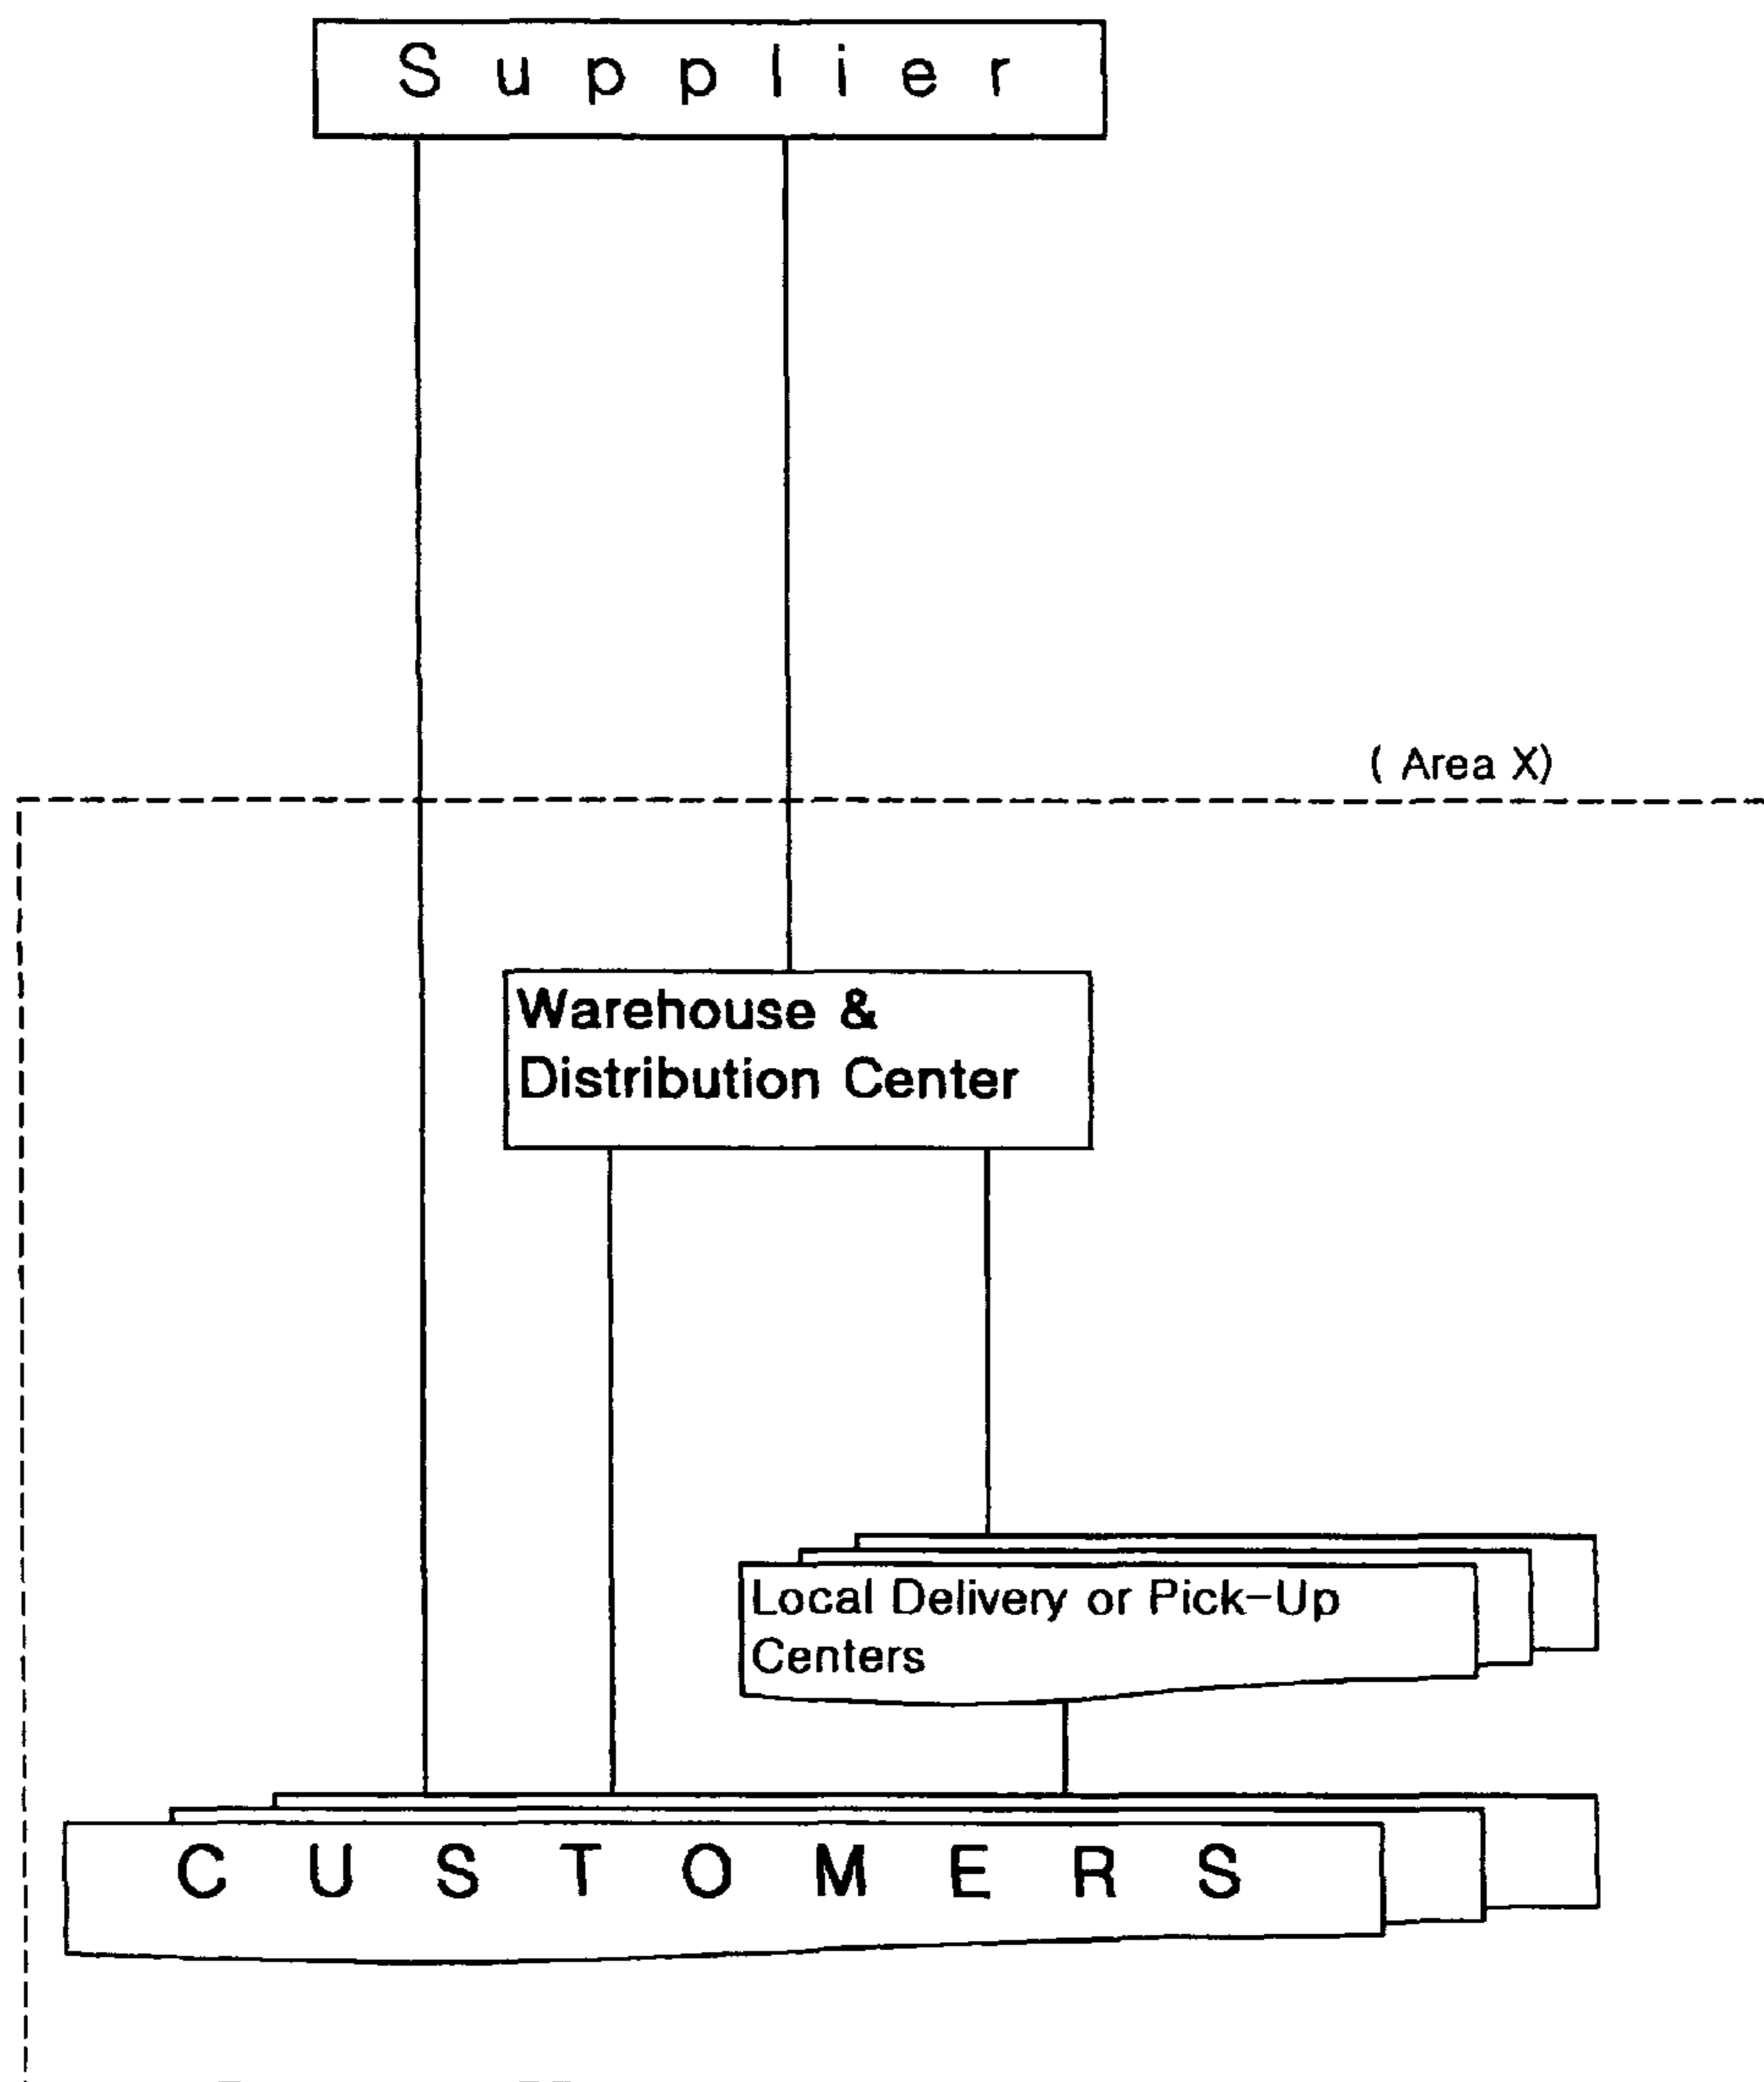 Supplier
( Area X)
Warehouse &
Distribution Center
Local Delivery or Pick-Up
Centers
CUSTOMERS